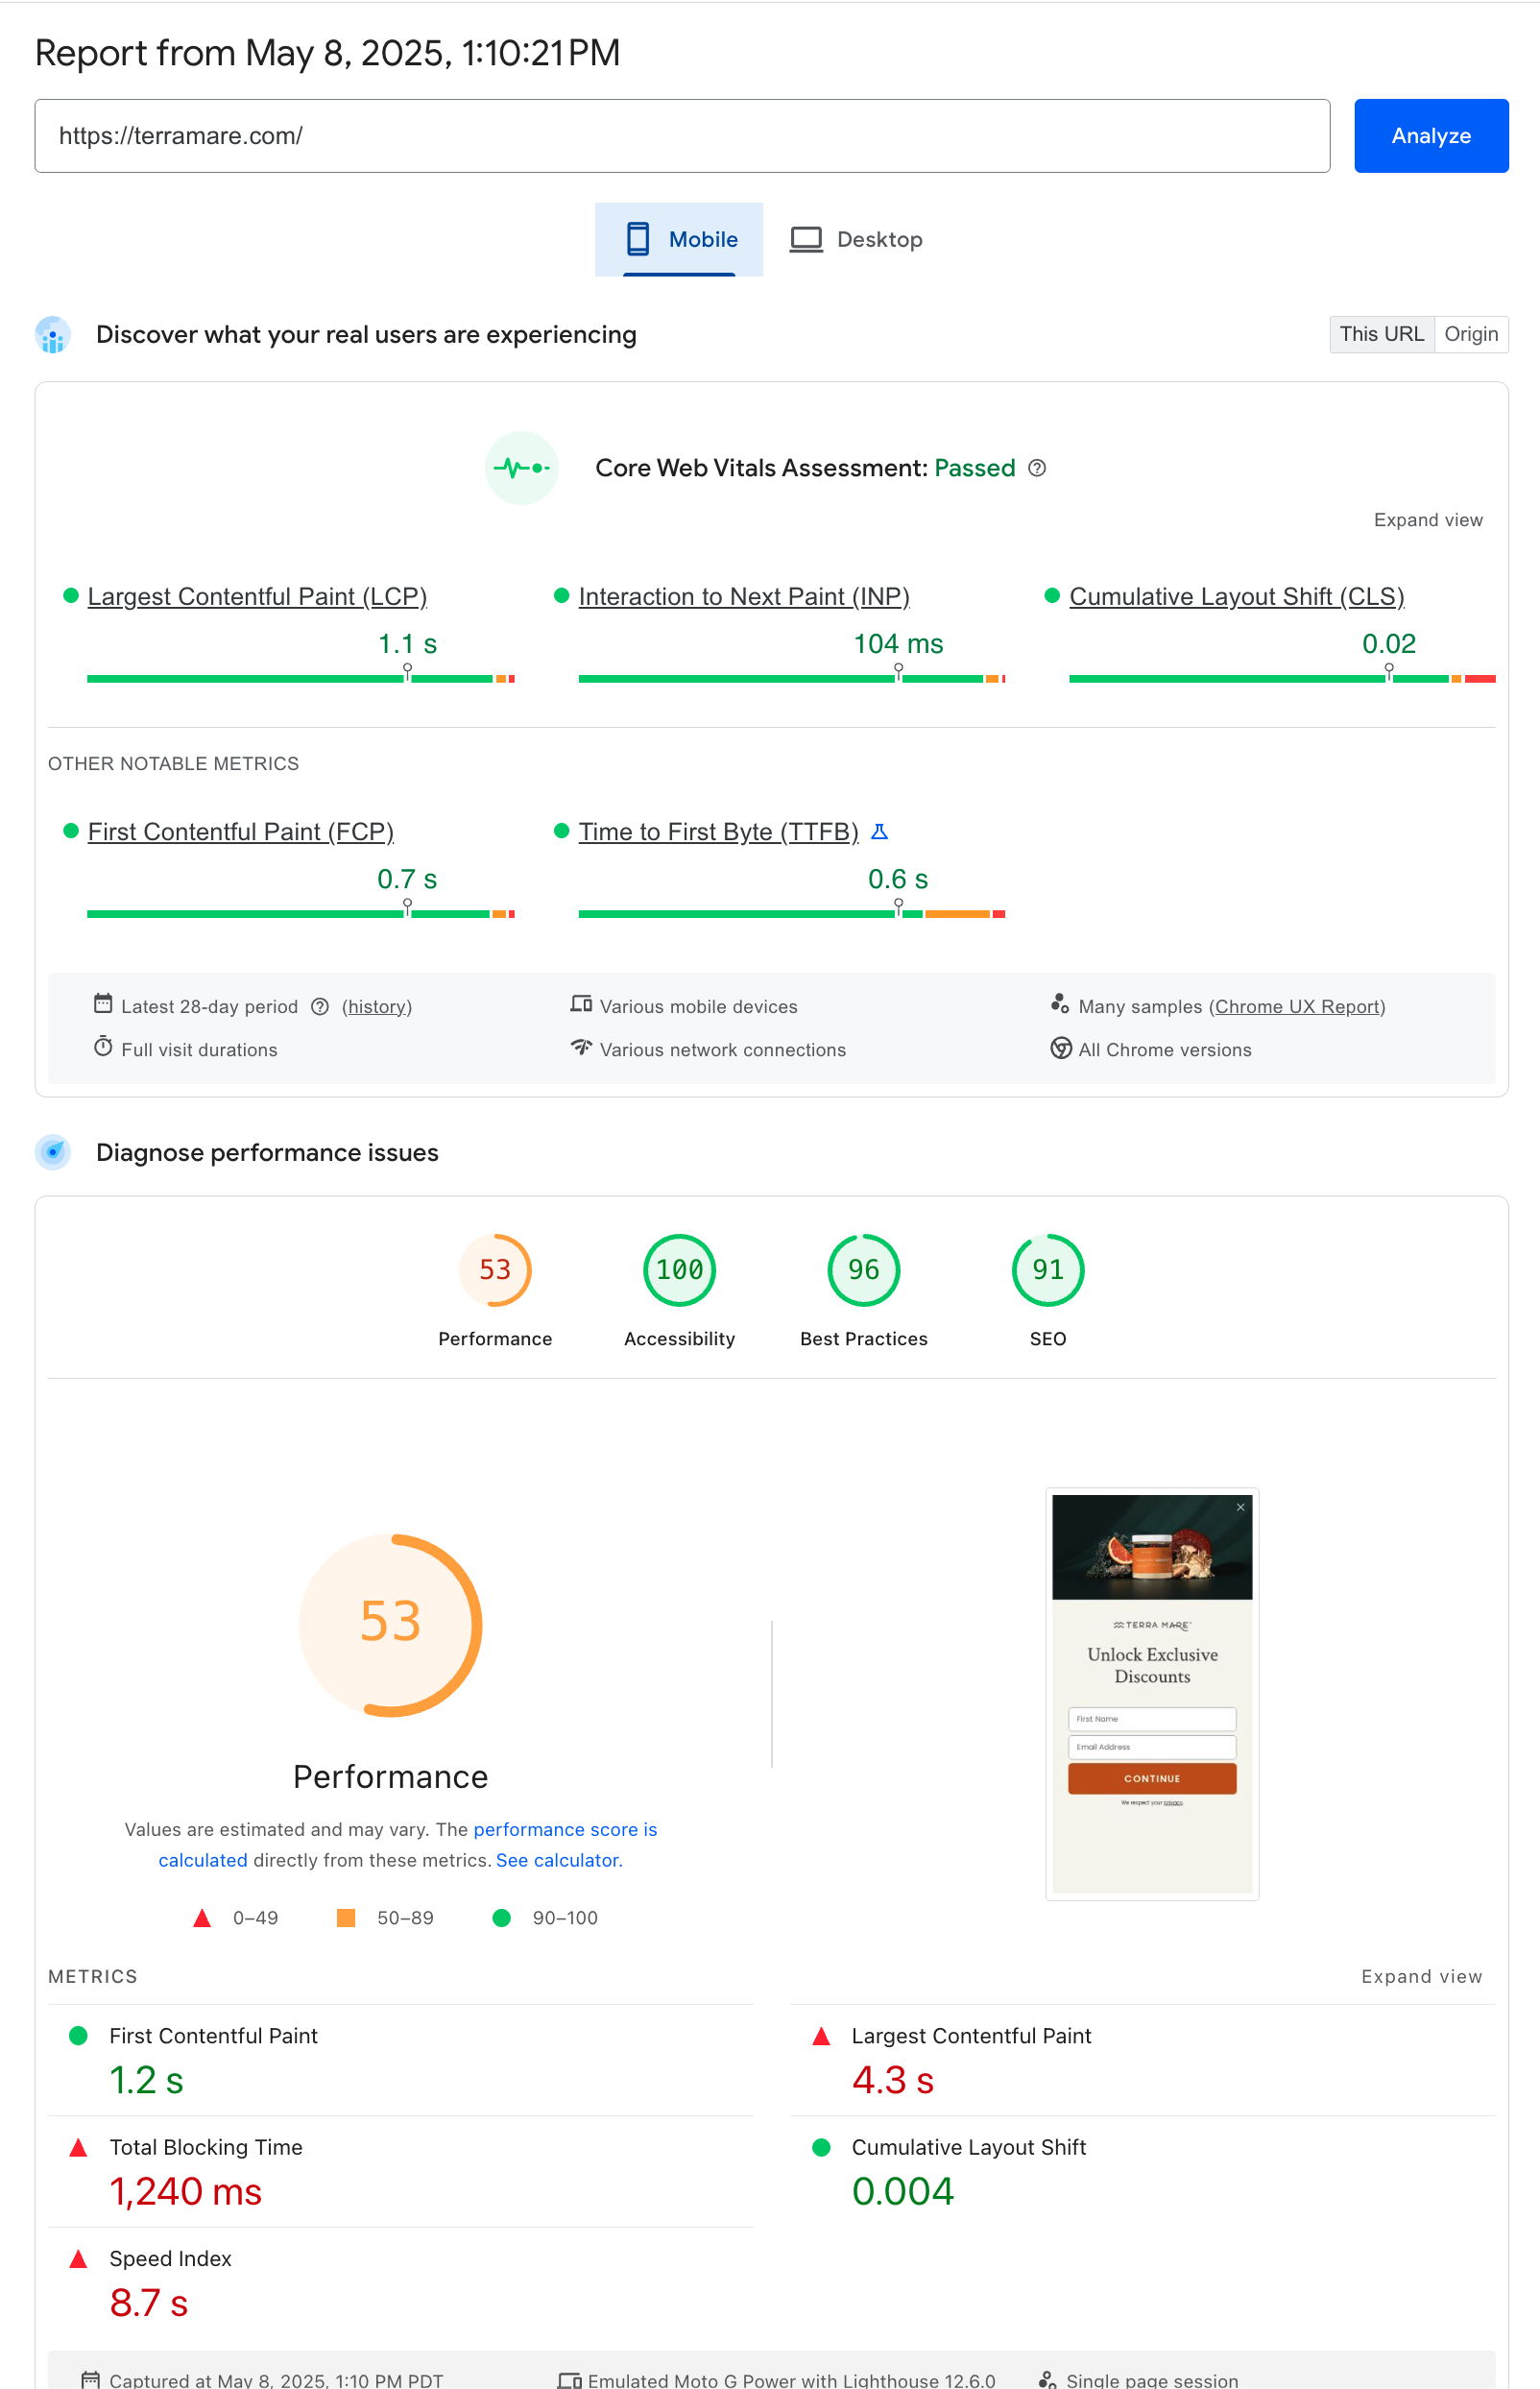 Report from May 8, 2025, 1:10:21 PM
https://terramare.com/
Analyze
Mobile
Desktop
Discover what your real users are experiencing
This URL
Origin
Core Web Vitals Assessment: Passed
Expand view
Largest Contentful Paint (LCP)
1.1 s
Interaction to Next Paint (INP)
104 ms
Cumulative Layout Shift (CLS)
0.02
OTHER NOTABLE METRICS
First Contentful Paint (FCP)
0.7 s
Time to First Byte (TTFB)
0.6 s
Latest 28-day period (history)
Various mobile devices
Many samples (Chrome UX Report)
Full visit durations
Various network connections
All Chrome versions
Diagnose performance issues
53
Performance
100
Accessibility
96
Best Practices
91
SEO
53
Performance
Values are estimated and may vary. The performance score is
calculated directly from these metrics. See calculator.
0–49
50–89
90–100
TERRA MARE
Unlock Exclusive
Discounts
First Name
Email Address
CONTINUE
We respect your privacy.
METRICS
Expand view
First Contentful Paint
1.2 s
Largest Contentful Paint
4.3 s
Total Blocking Time
1,240 ms
Cumulative Layout Shift
0.004
Speed Index
8.7 s
Captured at May 8, 2025, 1:10 PM PDT
Emulated Moto G Power with Lighthouse 12.6.0
Single page session